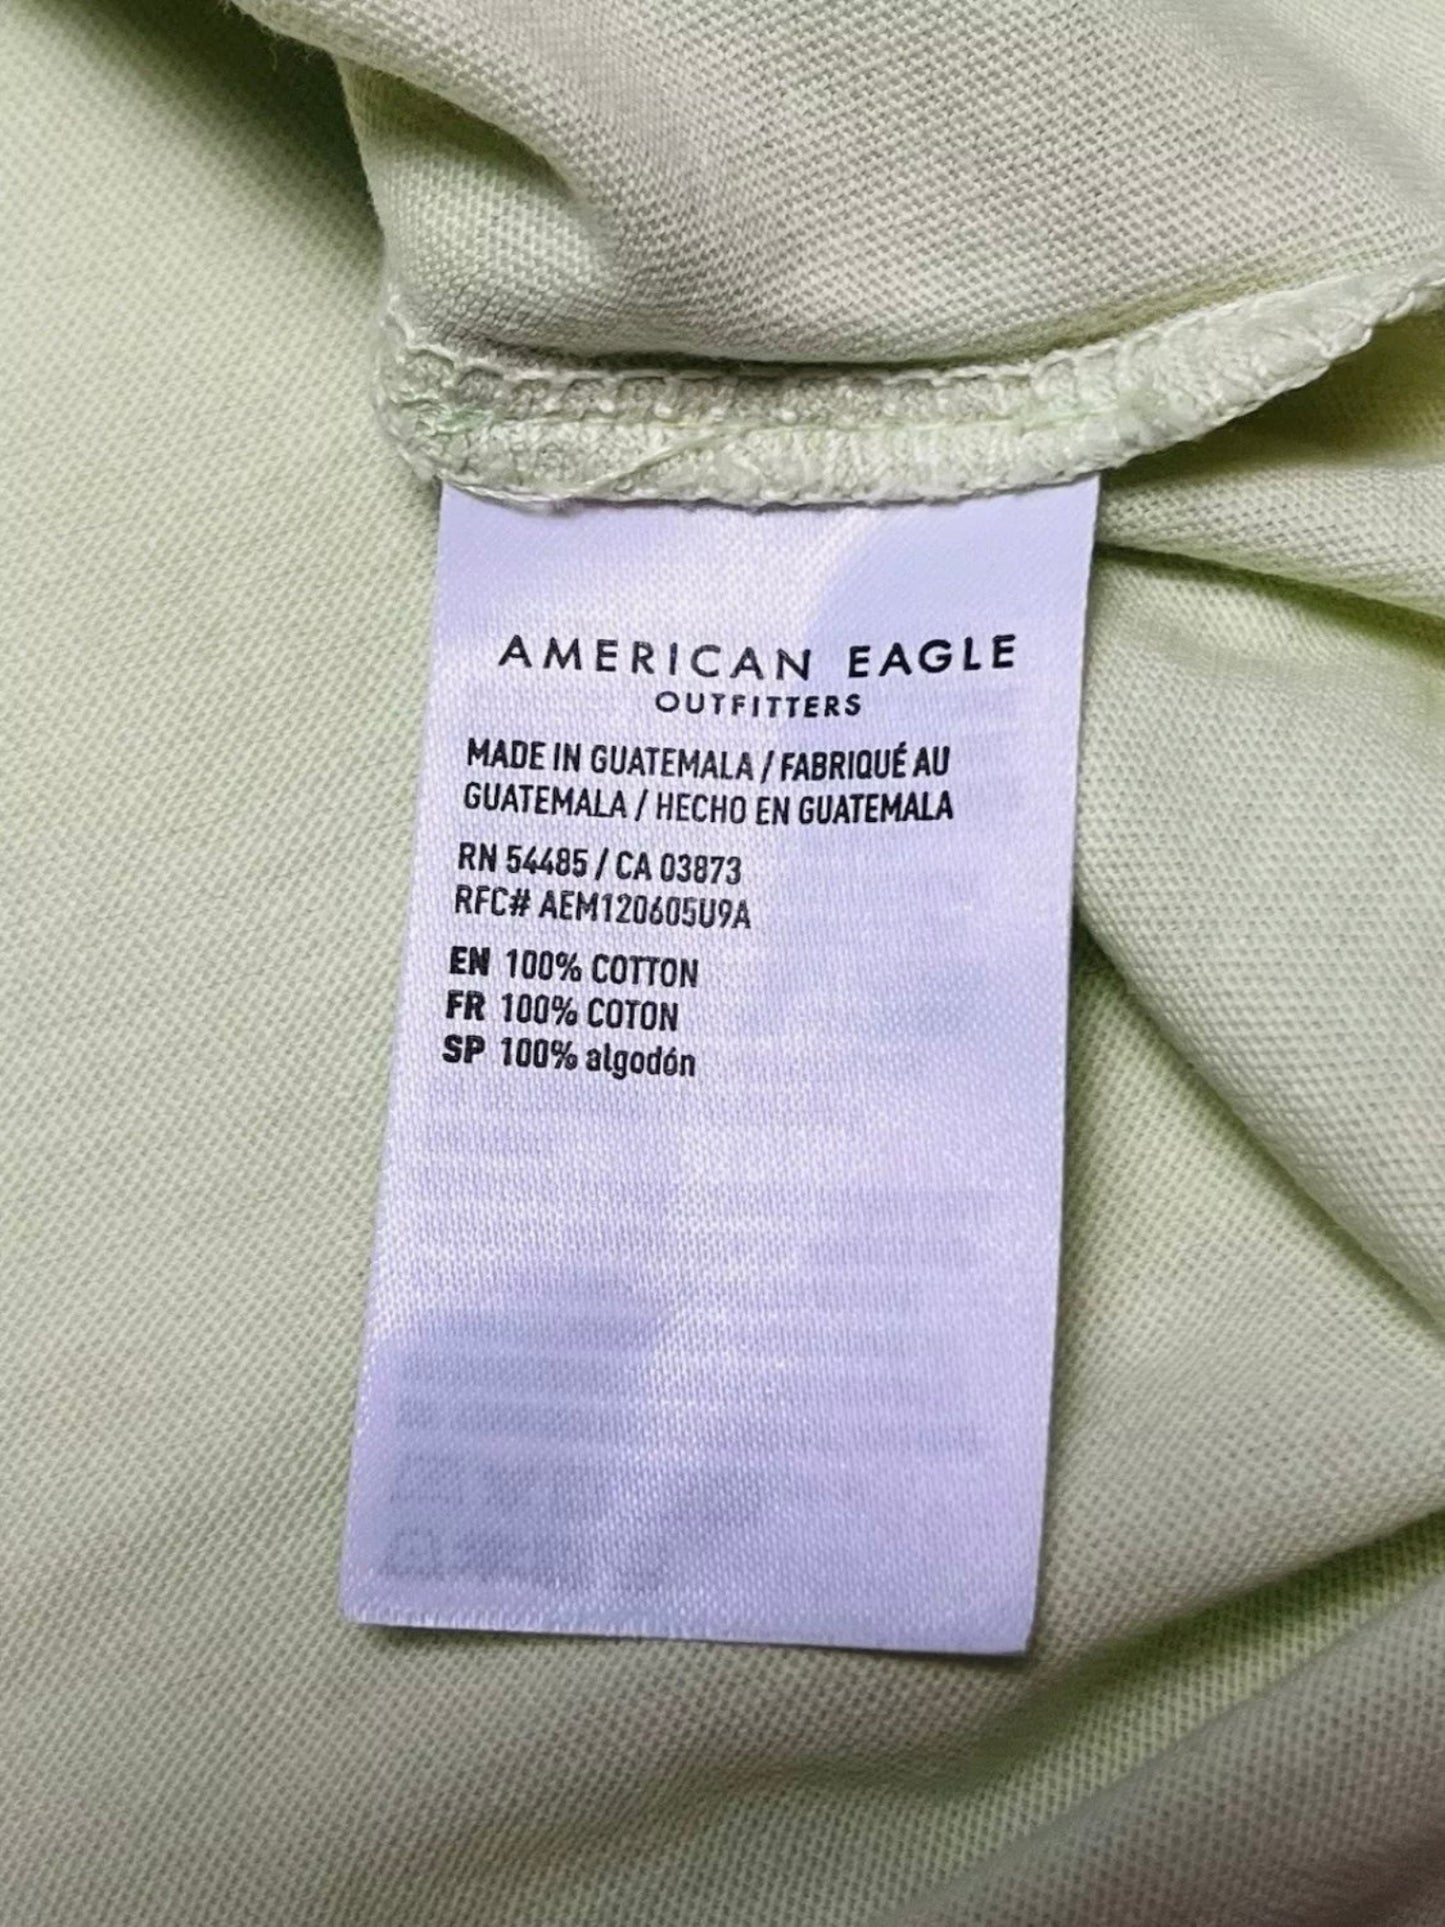 AMERICAN EAGLE
OUTFITTERS
MADE IN GUATEMALA / FABRIQUÉ AU
GUATEMALA / HECHO EN GUATEMALA
RN 54485 / CA 03873
RFC# AEM120605U9A
EN 100% COTTON
FR 100% COTON
SP 100% algodón